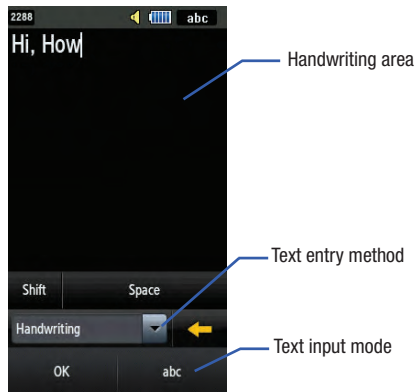 2288 abc
Hi, How
Handwriting area
Text entry method
Shift Space
Handwriting
Text input mode
OK abc